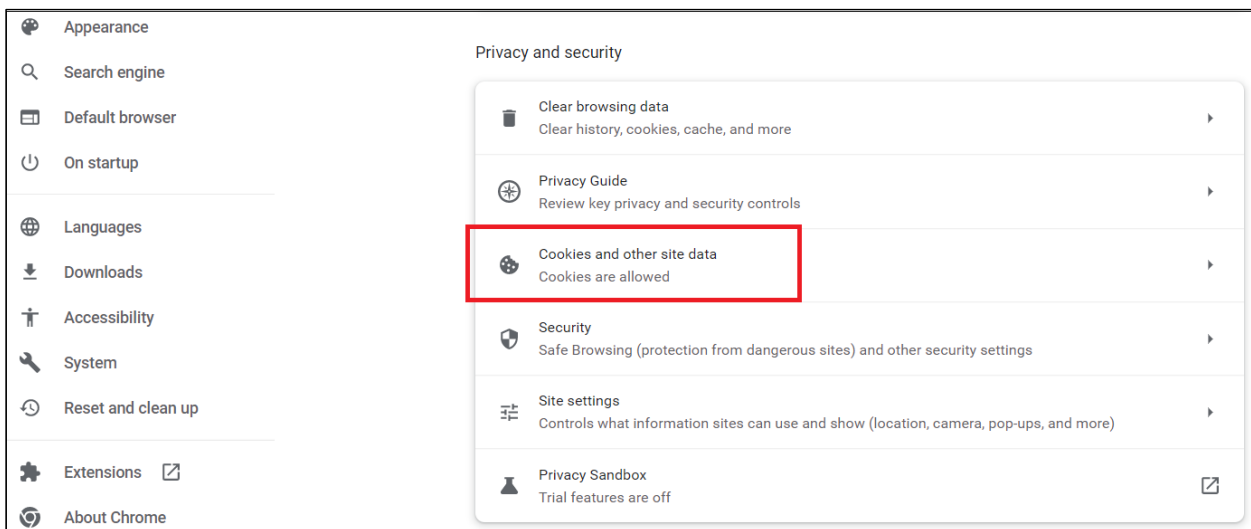 Appearance
Search engine
Default browser
On startup
Languages
Downloads
Accessibility
System
Reset and clean up
Extensions
About Chrome
Privacy and security
Clear browsing data
Clear history, cookies, cache, and more
Privacy Guide
Review key privacy and security controls
Cookies and other site data
Cookies are allowed
Security
Safe Browsing (protection from dangerous sites) and other security settings
Site settings
Controls what information sites can use and show (location, camera, pop-ups, and more)
Privacy Sandbox
Trial features are off